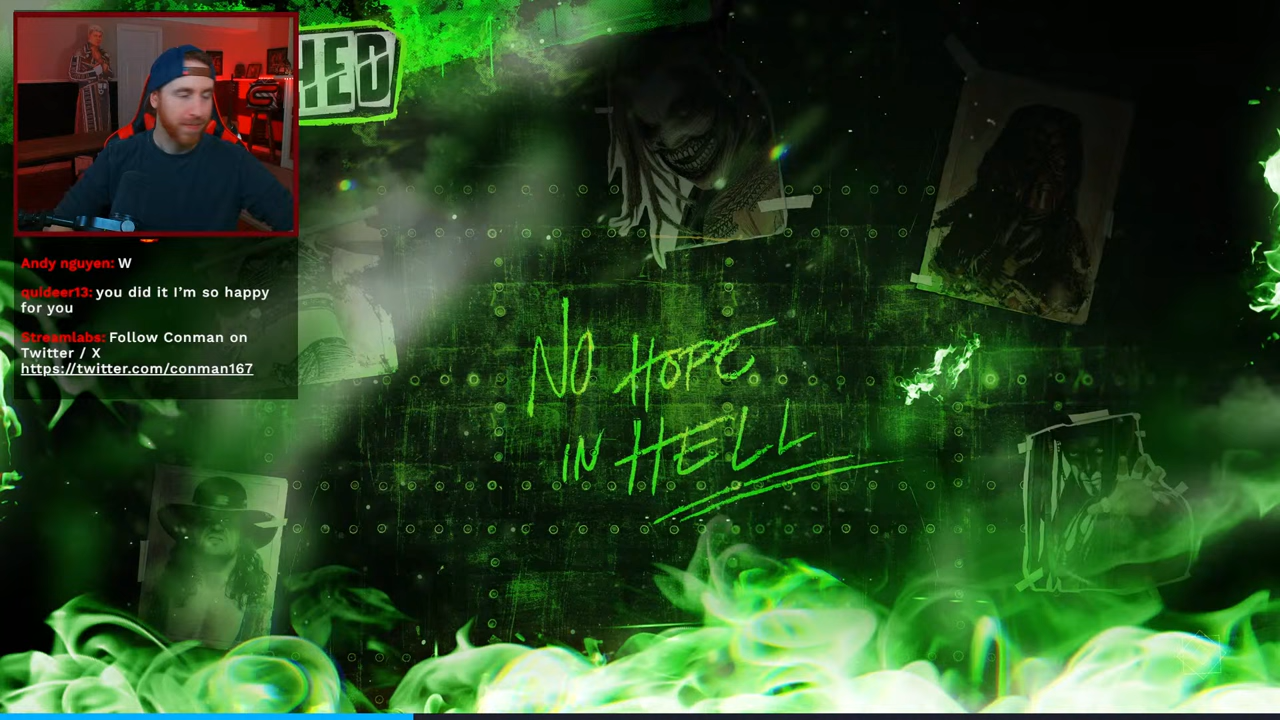 HED
Andy nguyen: W
quideer13: you did it I'm so happy
for you
Streamlabs: Follow Conman on
Twitter / X
https://twitter.com/conman167
NO HOPE
IN HELL